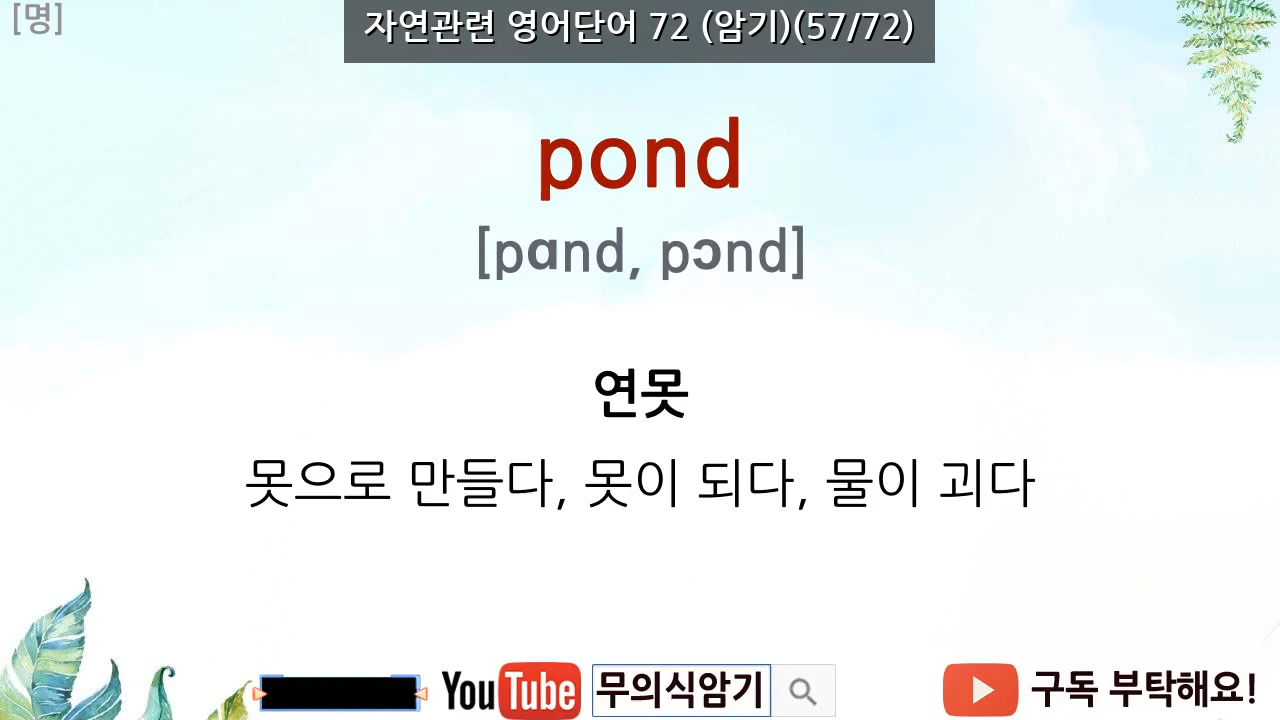 [명]
자연관련 영어단어 72 (암기)(57/72)
pond
[pɑnd, pɔnd]
연못
못으로 만들다, 못이 되다, 물이 괴다
YouTube 무의식암기 구독 부탁해요!